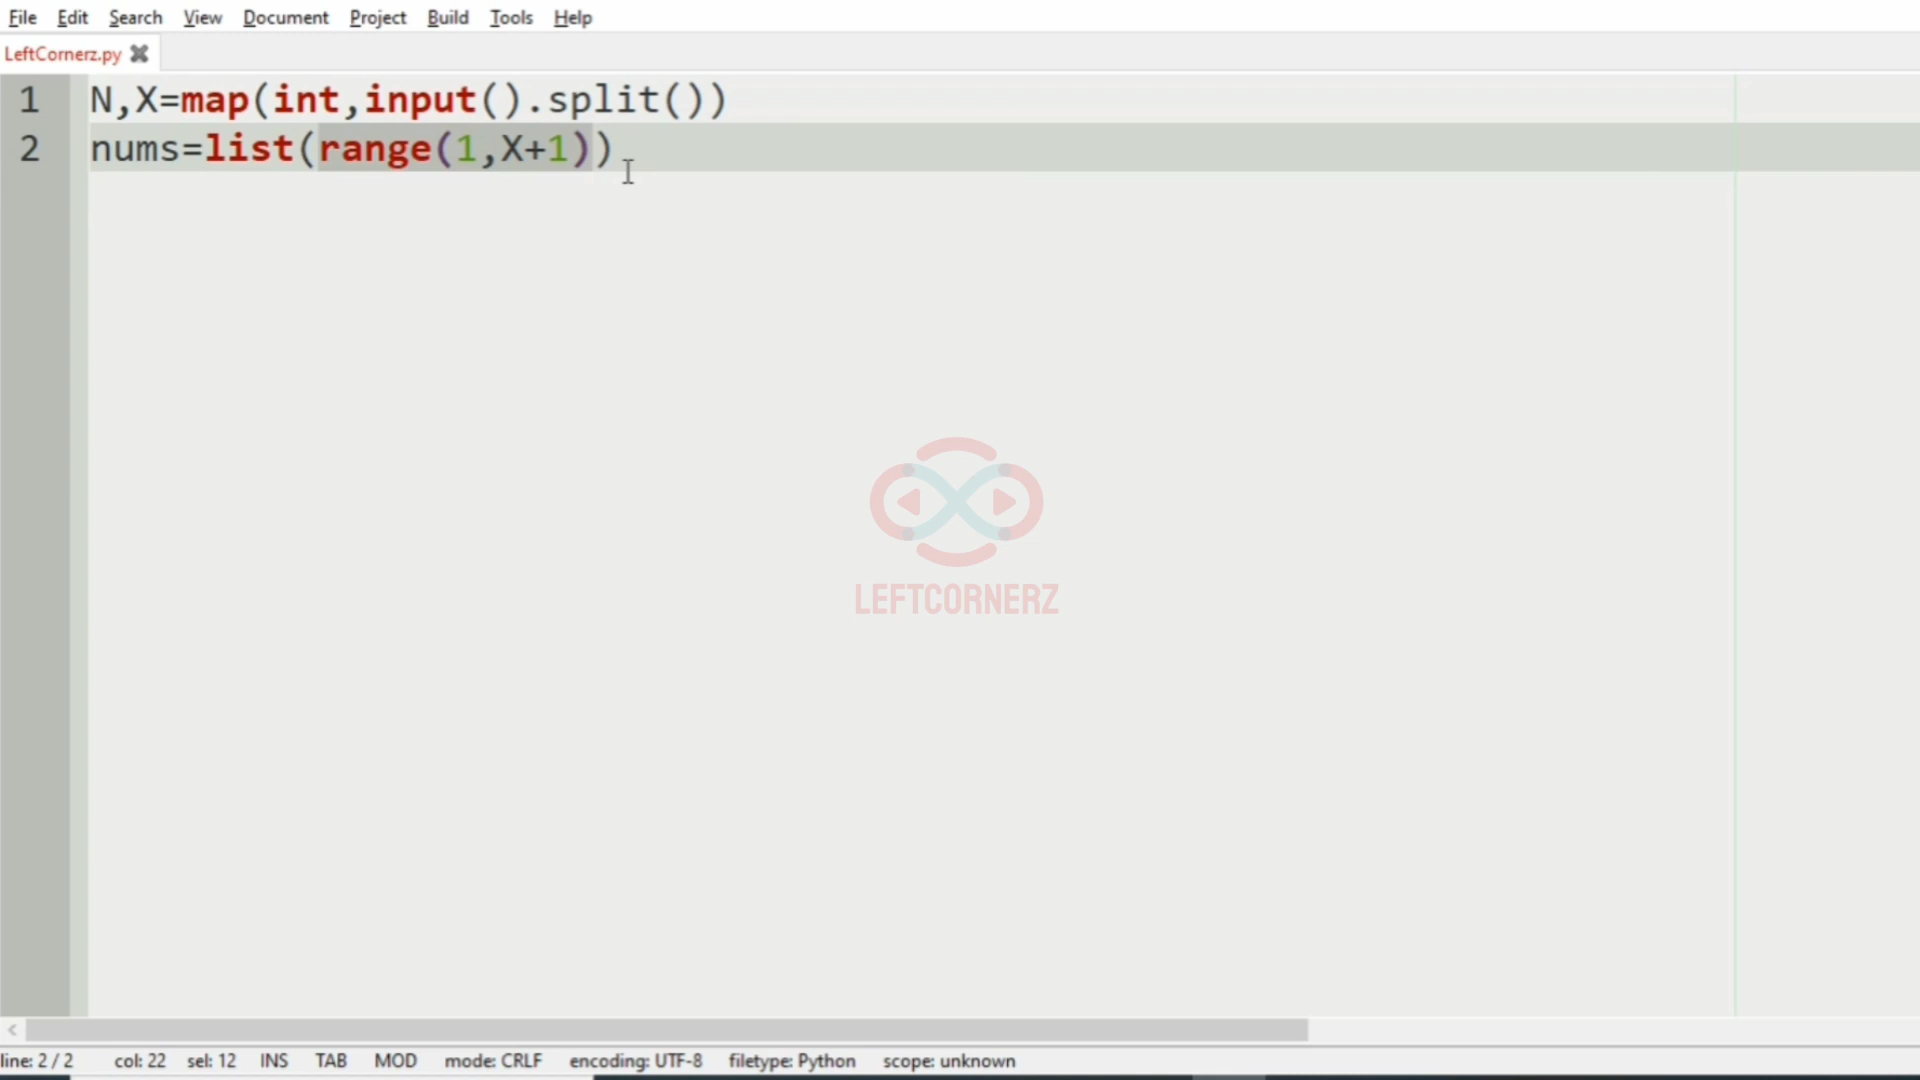 File Edit Search View Document Project Build Tools Help
LeftCornerz.py
1 N,X=map(int,input().split())
2 nums=list(range(1,X+1))
LEFTCORNERZ
line: 2 / 2 col: 22 sel: 12 INS TAB MOD mode: CRLF encoding: UTF-8 filetype: Python scope: unknown